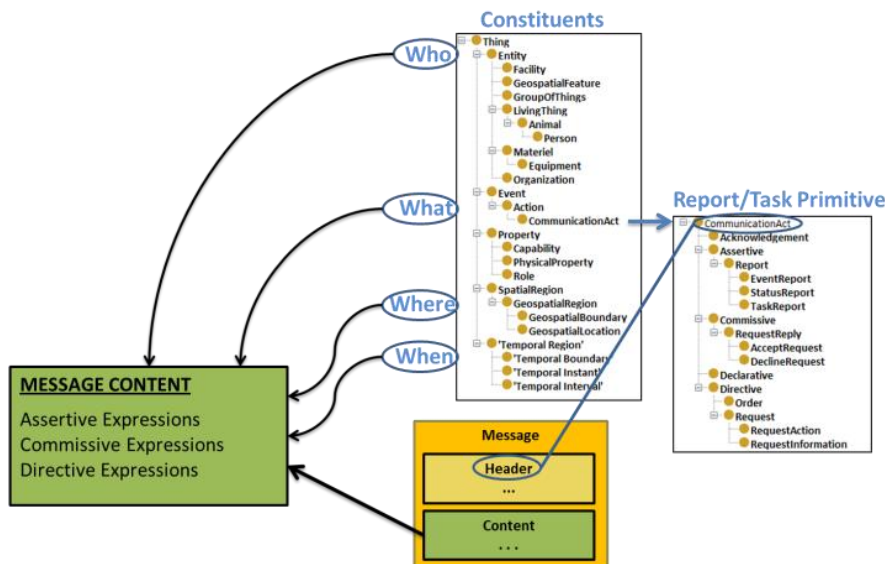 Constituents
Who
Thing
Entity
Facility
GeospatialFeature
GroupOfThings
LivingThing
Animal
Person
Materiel
Equipment
Organization
What
Event
Action
CommunicationAct
Property
Capability
PhysicalProperty
Role
Where
SpatialRegion
GeospatialRegion
GeospatialBoundary
GeospatialLocation
When
'Temporal Region'
'Temporal Boundary'
'Temporal Instant'
'Temporal Interval'
Report/Task Primitive
CommunicationAct
Acknowledgement
Assertive
Report
EventReport
StatusReport
TaskReport
Commissive
RequestReply
AcceptRequest
DeclineRequest
Declarative
Directive
Order
Request
RequestAction
RequestInformation
MESSAGE CONTENT
Assertive Expressions
Commissive Expressions
Directive Expressions
Message
Header
...
Content
. . .